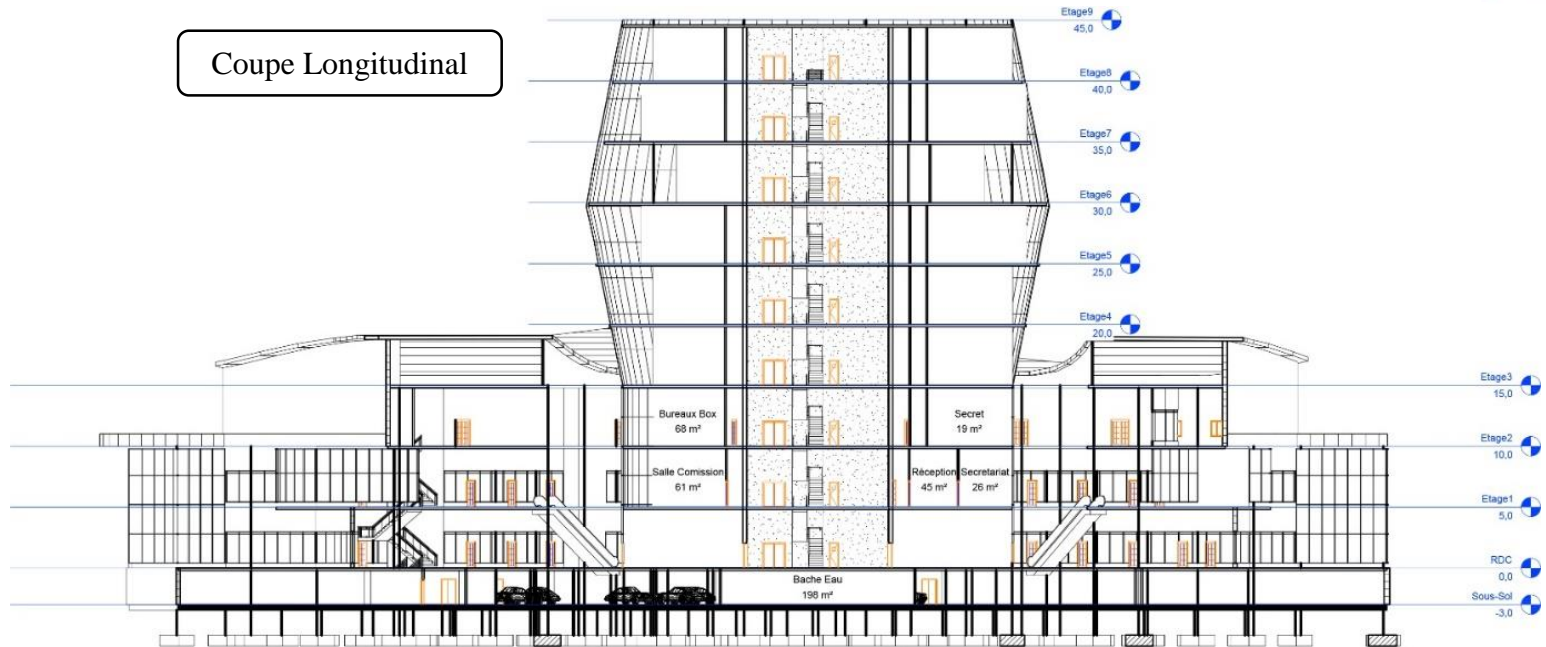 Coupe Longitudinal
Etage9
45,0
Etage8
40,0
Etage7
35,0
Etage6
30,0
Etage5
25,0
Etage4
20,0
Etage3
15,0
Bureaux Box
68 m²
Secret
19 m²
Etage2
10,0
Salle Comission
61 m²
Réception
45 m²
Secretariat
26 m²
Etage1
5,0
RDC
0,0
Bache Eau
198 m²
Sous-Sol
-3,0